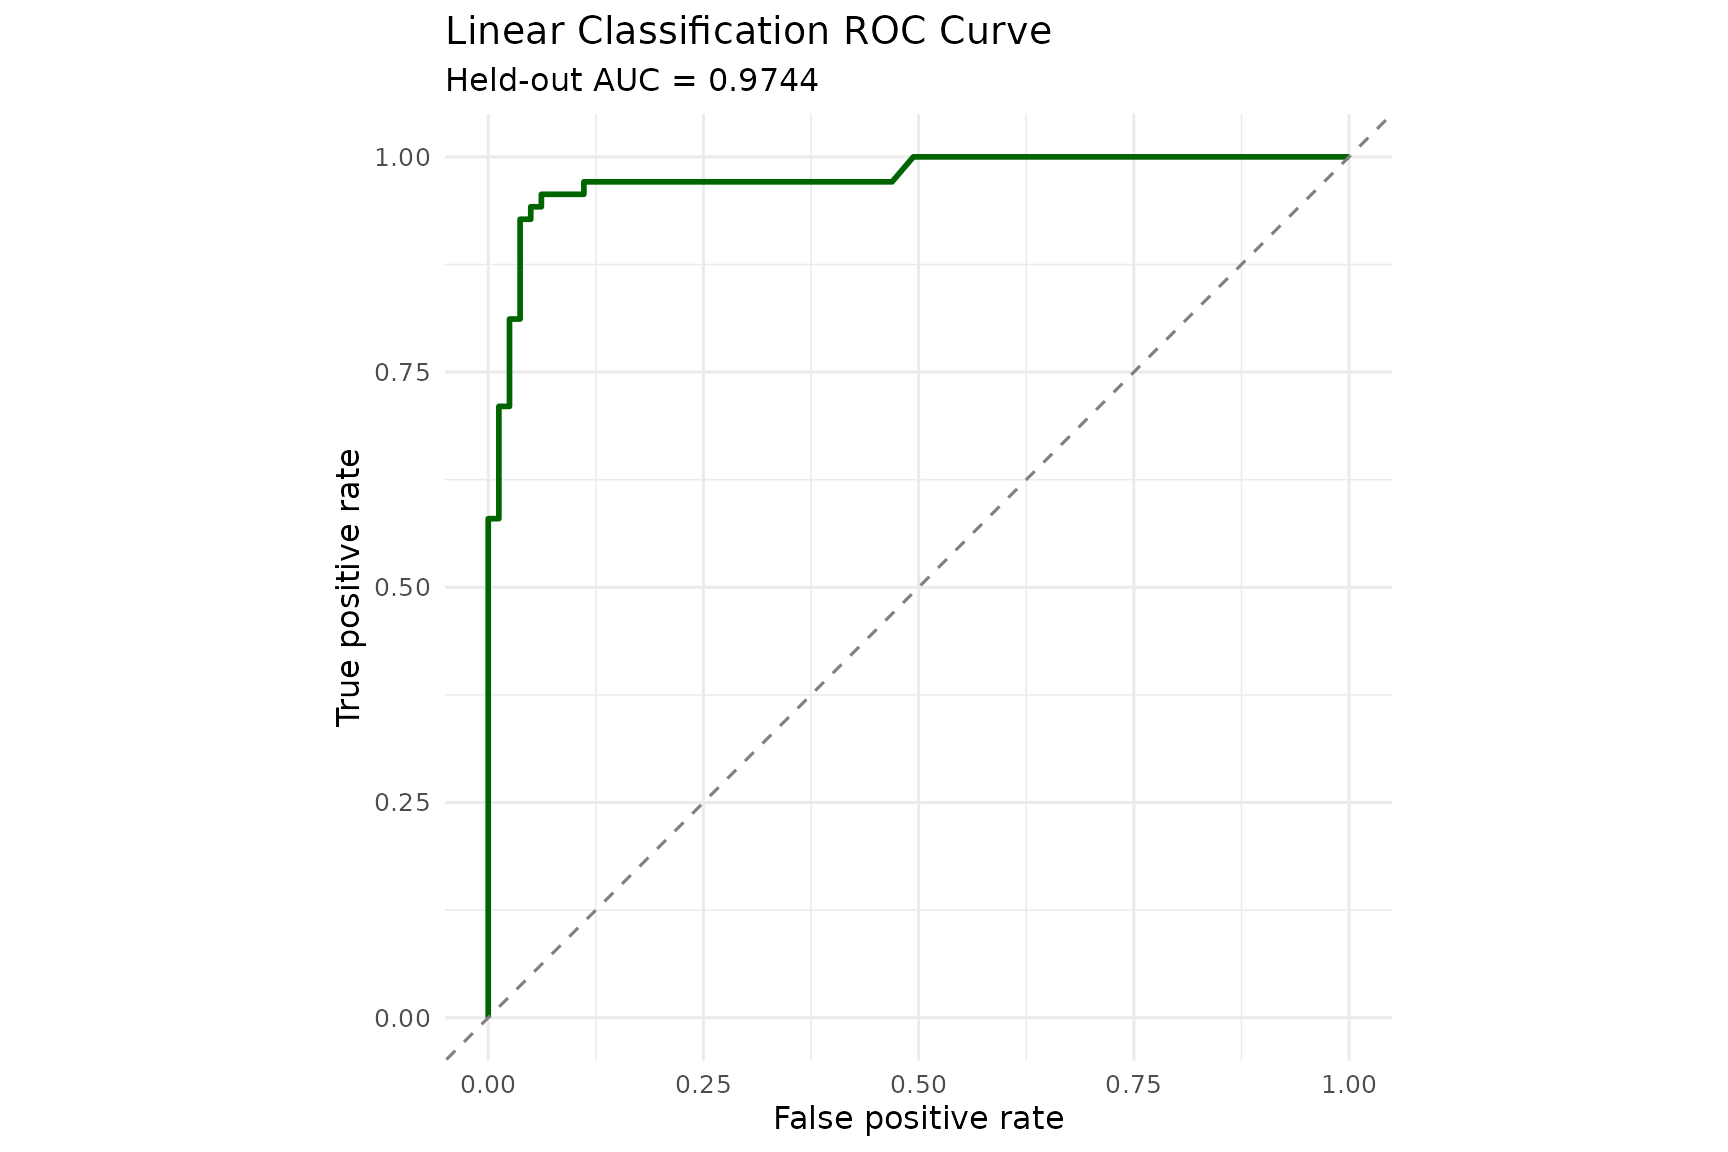 Linear Classification ROC Curve
Held-out AUC = 0.9744
True positive rate
1.00
0.75
0.50
0.25
0.00
0.00 0.25 0.50 0.75 1.00
False positive rate